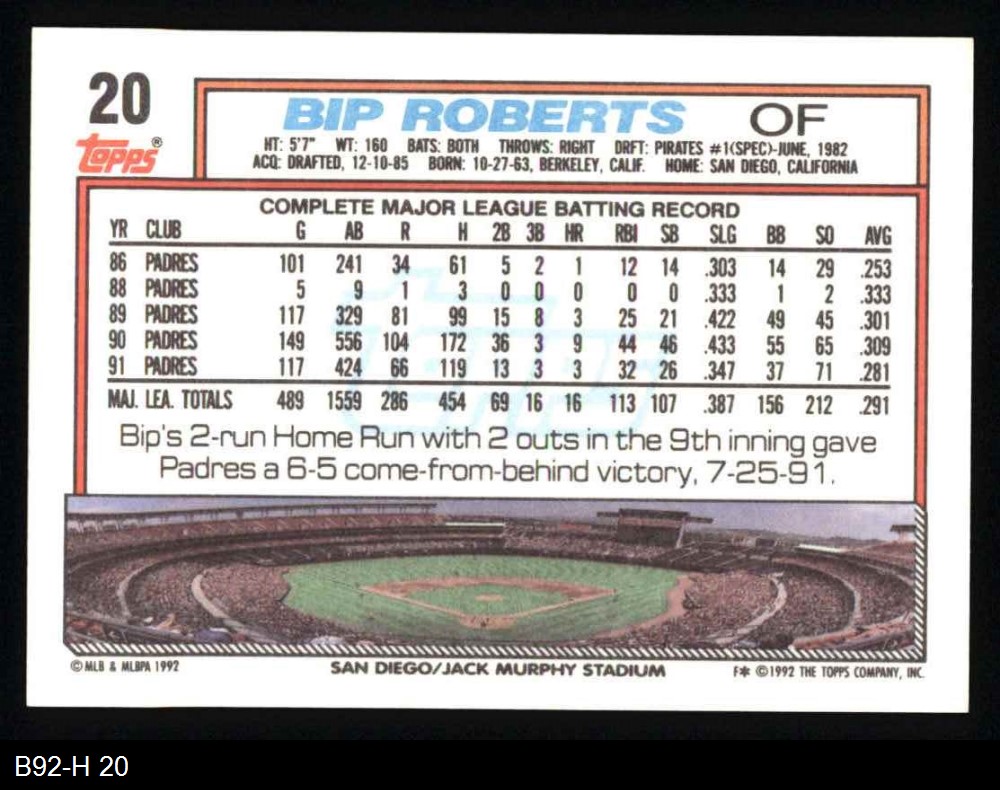 20
Topps®
BIP ROBERTS OF
HT: 5'7" WT: 160 BATS: BOTH THROWS: RIGHT DRFT: PIRATES #1(SPEC)-JUNE, 1982
ACQ: DRAFTED, 12-10-85 BORN: 10-27-63, BERKELEY, CALIF. HOME: SAN DIEGO, CALIFORNIA
COMPLETE MAJOR LEAGUE BATTING RECORD
YR CLUB G AB R H 2B 3B HR RBI SB SLG BB SO AVG
86 PADRES 101 241 34 61 5 2 1 12 14 .303 14 29 .253
88 PADRES 5 9 1 3 0 0 0 0 0 .333 1 2 .333
89 PADRES 117 329 81 99 15 8 3 25 21 .422 49 45 .301
90 PADRES 149 556 104 172 36 3 9 44 46 .433 55 65 .309
91 PADRES 117 424 66 119 13 3 3 32 26 .347 37 71 .281
MAJ. LEA. TOTALS 489 1559 286 454 69 16 16 113 107 .387 156 212 .291
Bip's 2-run Home Run with 2 outs in the 9th inning gave
Padres a 6-5 come-from-behind victory, 7-25-91.
© MLB & MLBPA 1992
SAN DIEGO/JACK MURPHY STADIUM
F* ©1992 THE TOPPS COMPANY, INC.
B92-H 20